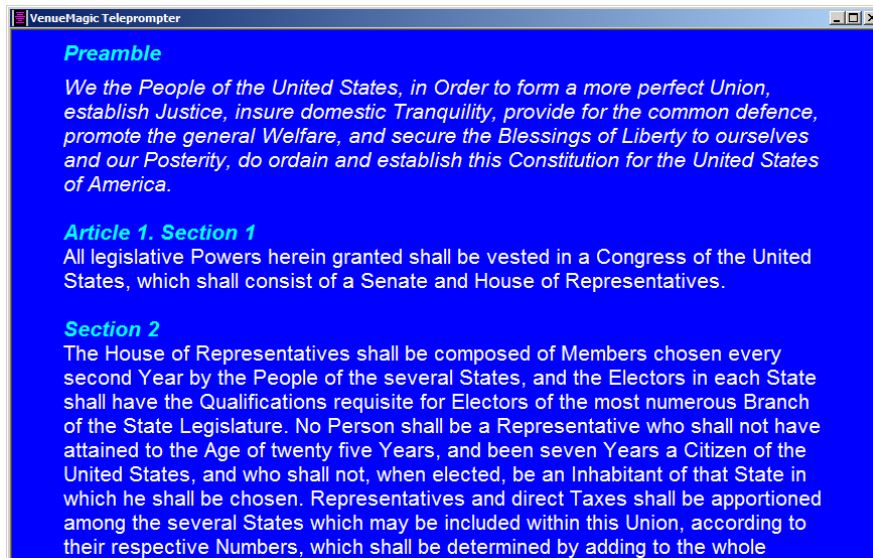 VenueMagic Teleprompter
Preamble
We the People of the United States, in Order to form a more perfect Union,
establish Justice, insure domestic Tranquility, provide for the common defence,
promote the general Welfare, and secure the Blessings of Liberty to ourselves
and our Posterity, do ordain and establish this Constitution for the United States
of America.
Article 1. Section 1
All legislative Powers herein granted shall be vested in a Congress of the United
States, which shall consist of a Senate and House of Representatives.
Section 2
The House of Representatives shall be composed of Members chosen every
second Year by the People of the several States, and the Electors in each State
shall have the Qualifications requisite for Electors of the most numerous Branch
of the State Legislature. No Person shall be a Representative who shall not have
attained to the Age of twenty five Years, and been seven Years a Citizen of the
United States, and who shall not, when elected, be an Inhabitant of that State in
which he shall be chosen. Representatives and direct Taxes shall be apportioned
among the several States which may be included within this Union, according to
their respective Numbers, which shall be determined by adding to the whole